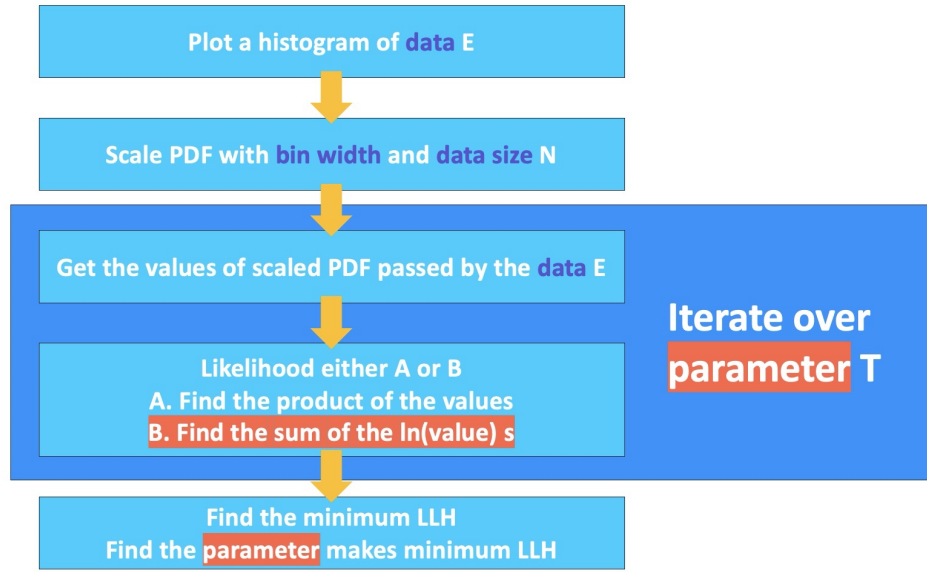 Plot a histogram of data E
Scale PDF with bin width and data size N
Get the values of scaled PDF passed by the data E
Likelihood either A or B
A. Find the product of the values
B. Find the sum of the ln(value) s
Iterate over
parameter T
Find the minimum LLH
Find the parameter makes minimum LLH